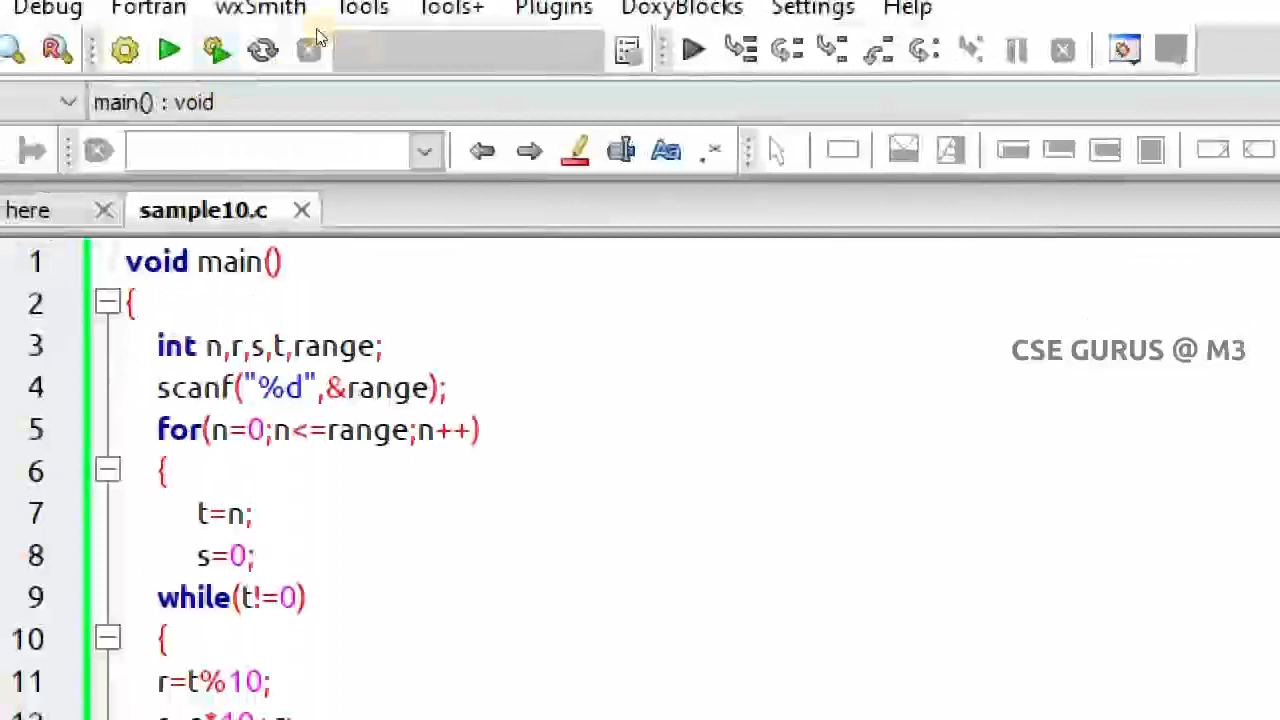 Debug Fortran wxSmith Tools Tools+ Plugins DoxyBlocks Settings Help
main() : void
here sample10.c
1 void main()
2 {
3 int n,r,s,t,range;
4 scanf("%d",&range);
5 for(n=0;n<=range;n++)
6 {
7 t=n;
8 s=0;
9 while(t!=0)
10 {
11 r=t%10;
CSE GURUS @ M3